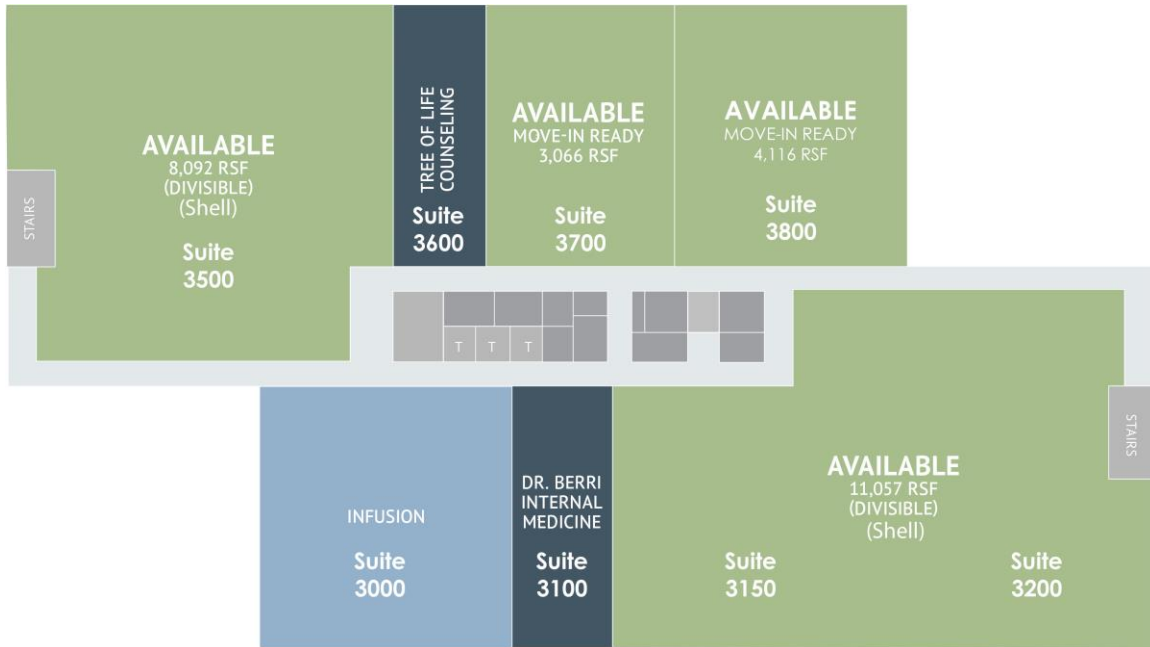 AVAILABLE
8,092 RSF
(DIVISIBLE)
(Shell)
Suite
3500
STAIRS
TREE OF LIFE
COUNSELING
Suite
3600
AVAILABLE
MOVE-IN READY
3,066 RSF
Suite
3700
AVAILABLE
MOVE-IN READY
4,116 RSF
Suite
3800
T
T
T
INFUSION
Suite
3000
DR. BERRI
INTERNAL
MEDICINE
Suite
3100
AVAILABLE
11,057 RSF
(DIVISIBLE)
(Shell)
Suite
3150
Suite
3200
STAIRS